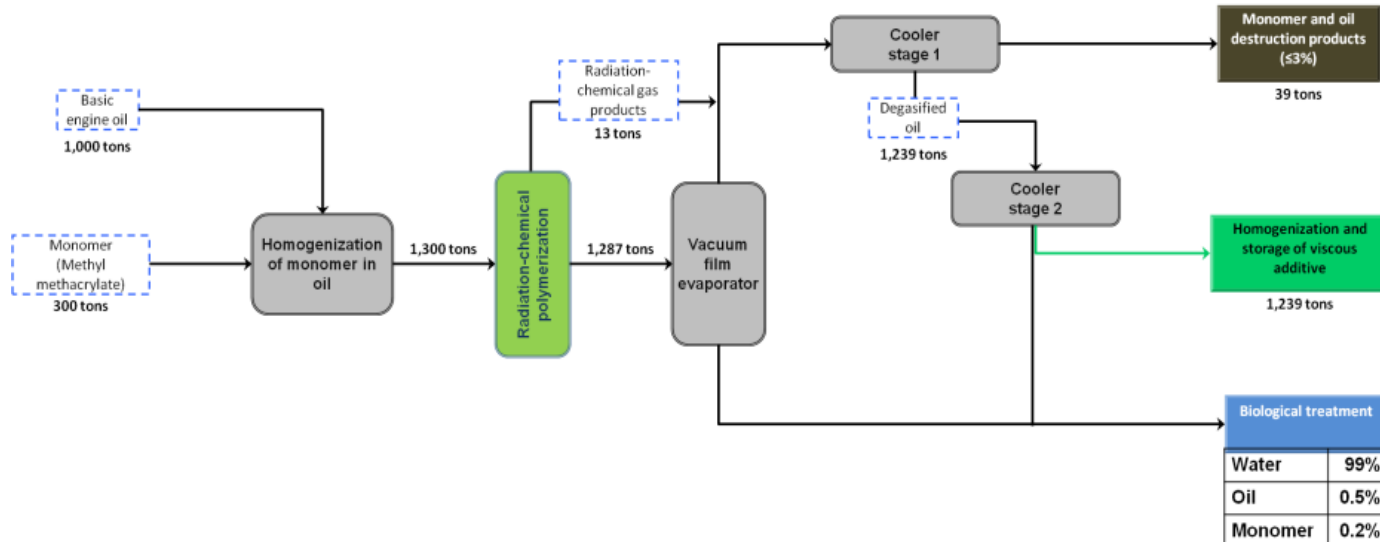 Basic
engine oil
1,000 tons
Monomer
(Methyl
methacrylate)
300 tons
Homogenization
of monomer in
oil
1,300 tons
Radiation-chemical
polymerization
Radiation-
chemical gas
products
13 tons
1,287 tons
Vacuum
film
evaporator
Cooler
stage 1
Degasified
oil
1,239 tons
Cooler
stage 2
Monomer and oil
destruction products
(≤3%)
39 tons
Homogenization and
storage of viscous
additive
1,239 tons
Biological treatment
Water 99%
Oil 0.5%
Monomer 0.2%